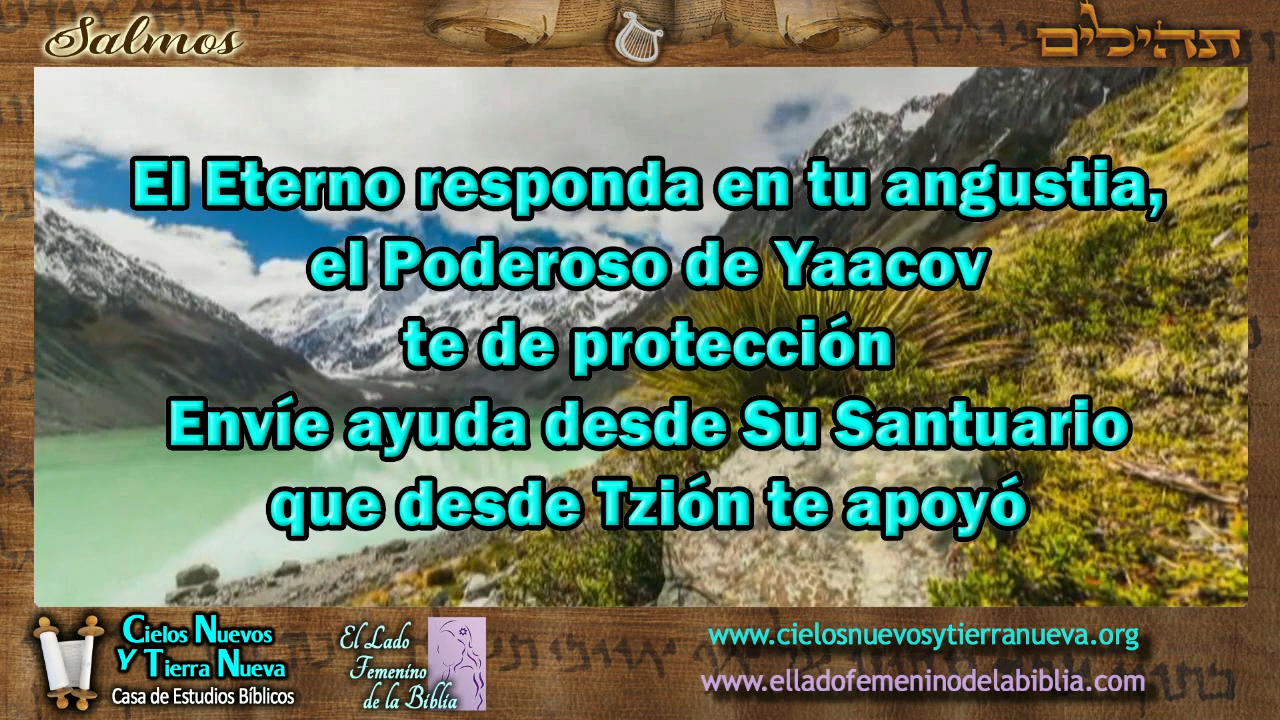 Salmos
תהילים
El Eterno responda en tu angustia,
el Poderoso de Yaacov
te de protección
Envíe ayuda desde Su Santuario
que desde Tzión te apoyó
Cielos Nuevos
Y Tierra Nueva
Casa de Estudios Bíblicos
El Lado
Femenino
de la Biblia
www.cielosnuevosytierranueva.org
www.elladofemeninodelabiblia.com